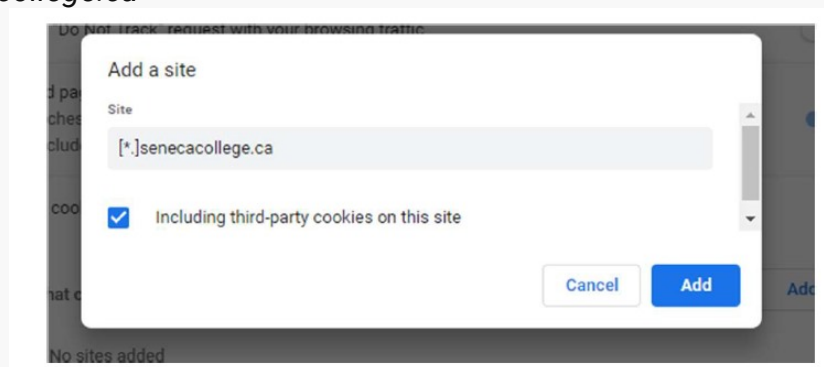 "Do Not Track" request with your browsing traffic
Add a site
Site
[*.]senecacollege.ca
Including third-party cookies on this site
Cancel
Add
No sites added